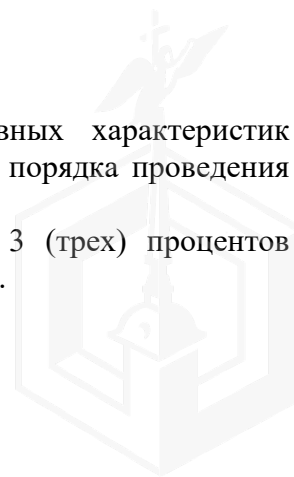 вных характеристик
порядка проведения
3 (трех) процентов
.